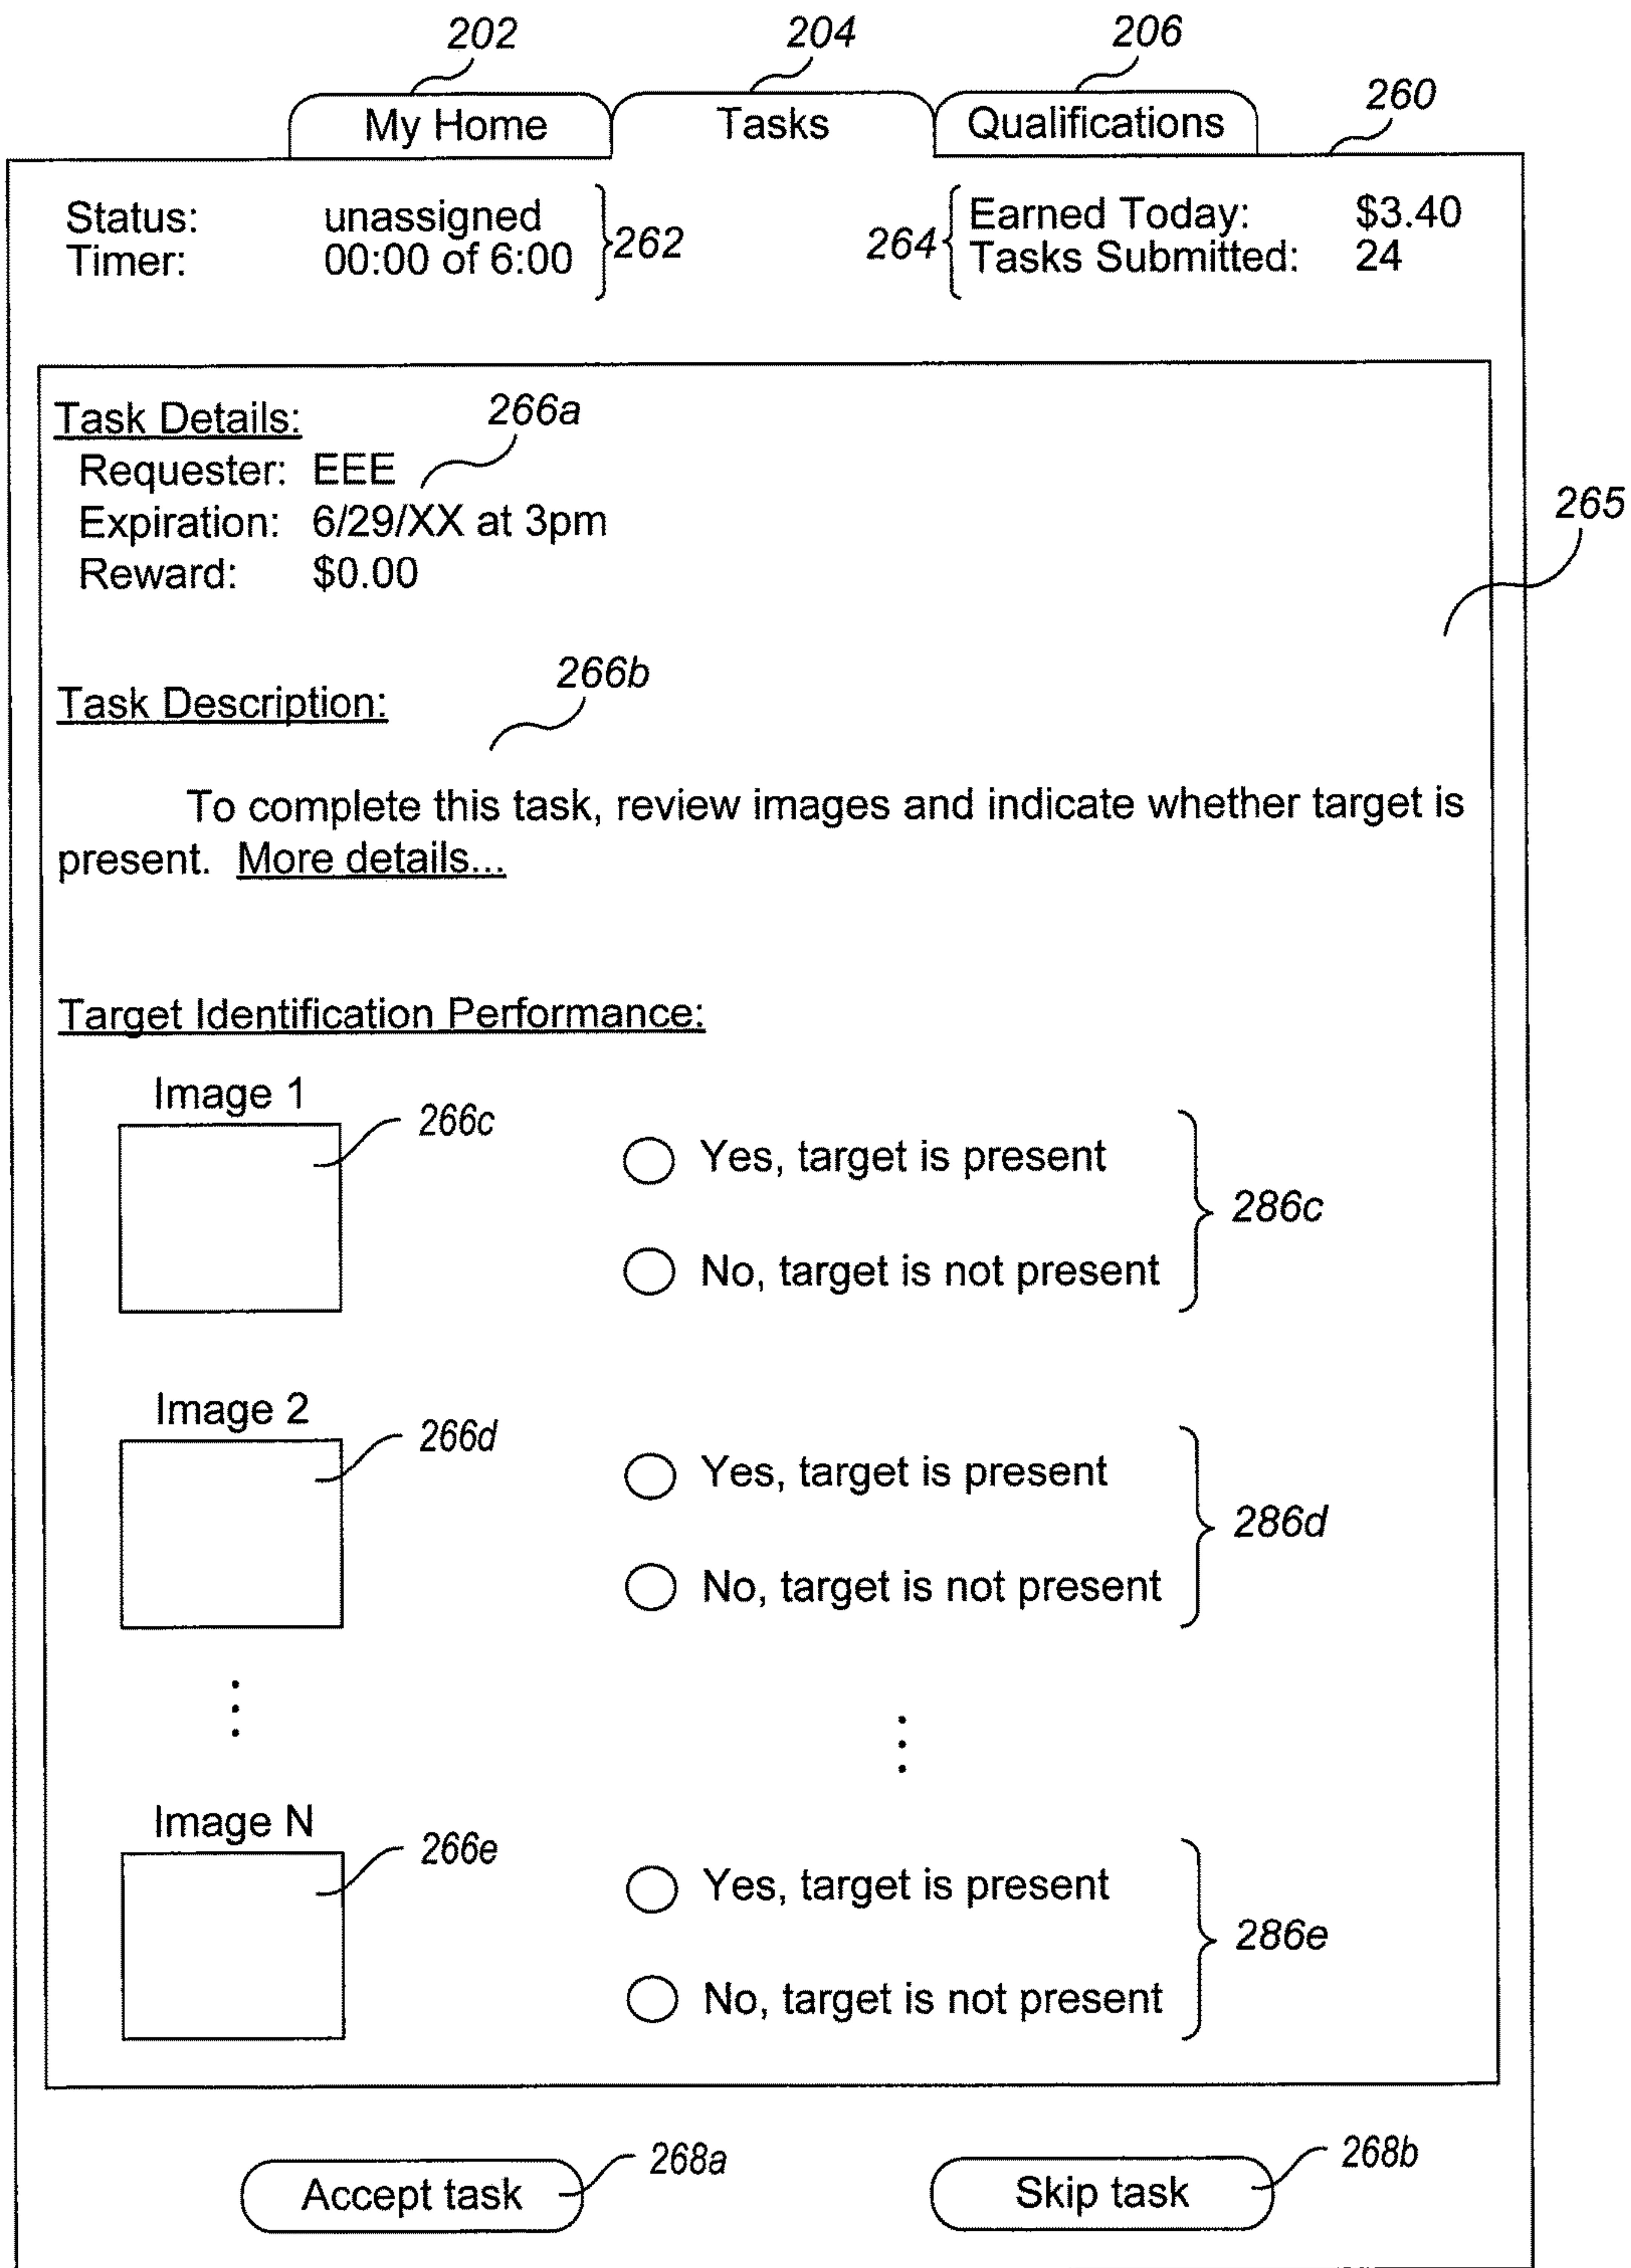 202 204 206
My Home Tasks Qualifications 260
Status: unassigned 262 264 Earned Today: $3.40
Timer: 00:00 of 6:00 Tasks Submitted: 24
Task Details: 266a
Requester: EEE
Expiration: 6/29/XX at 3pm 265
Reward: $0.00
266b
Task Description:
To complete this task, review images and indicate whether target is
present. More details...
Target Identification Performance:
Image 1
266c
Yes, target is present
286c
No, target is not present
Image 2
266d
Yes, target is present
286d
No, target is not present
Image N
266e
Yes, target is present
286e
No, target is not present
Accept task 268a Skip task 268b